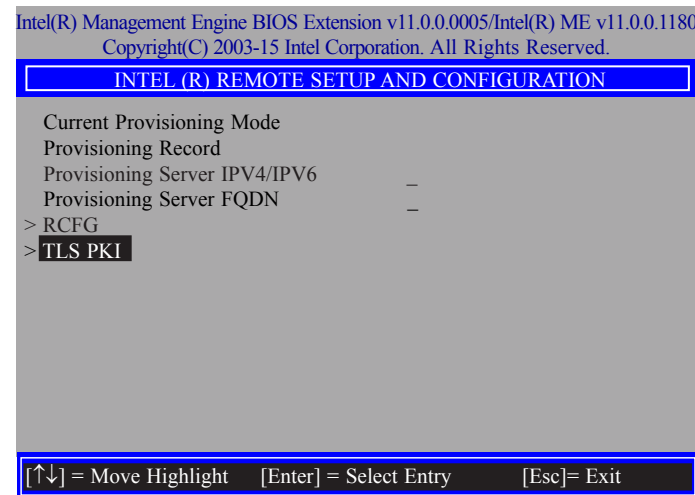 Intel(R) Management Engine BIOS Extension v11.0.0.0005/Intel(R) ME v11.0.0.1180
Copyright(C) 2003-15 Intel Corporation. All Rights Reserved.
INTEL (R) REMOTE SETUP AND CONFIGURATION
Current Provisioning Mode
Provisioning Record
Provisioning Server IPV4/IPV6 _
Provisioning Server FQDN _
> RCFG
> TLS PKI
[↑↓] = Move Highlight [Enter] = Select Entry [Esc]= Exit